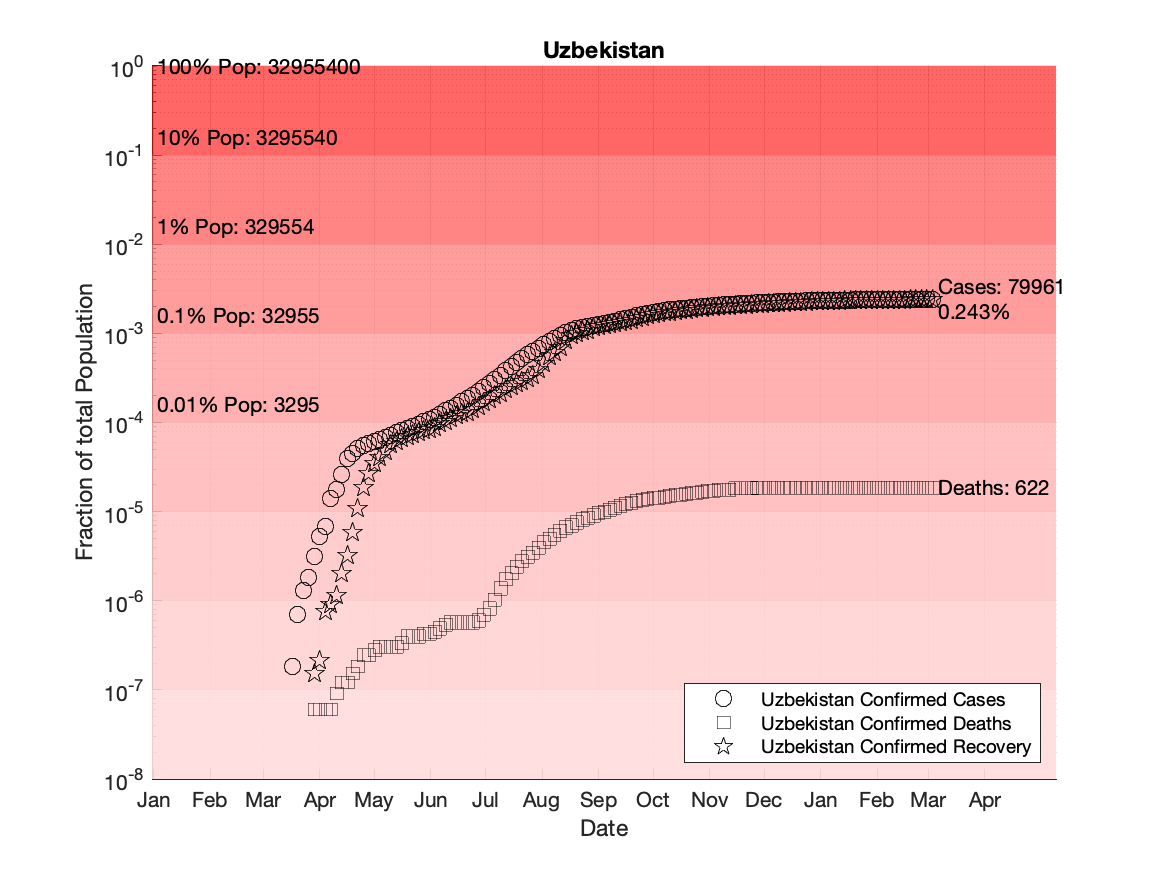 Uzbekistan
10^0
100% Pop: 32955400
10% Pop: 3295540
10^-1
1% Pop: 329554
10^-2
Cases: 79961
0.243%
0.1% Pop: 32955
10^-3
0.01% Pop: 3295
10^-4
Deaths: 622
10^-5
10^-6
10^-7
10^-8
Fraction of total Population
Uzbekistan Confirmed Cases
Uzbekistan Confirmed Deaths
Uzbekistan Confirmed Recovery
Jan Feb Mar Apr May Jun Jul Aug Sep Oct Nov Dec Jan Feb Mar Apr
Date